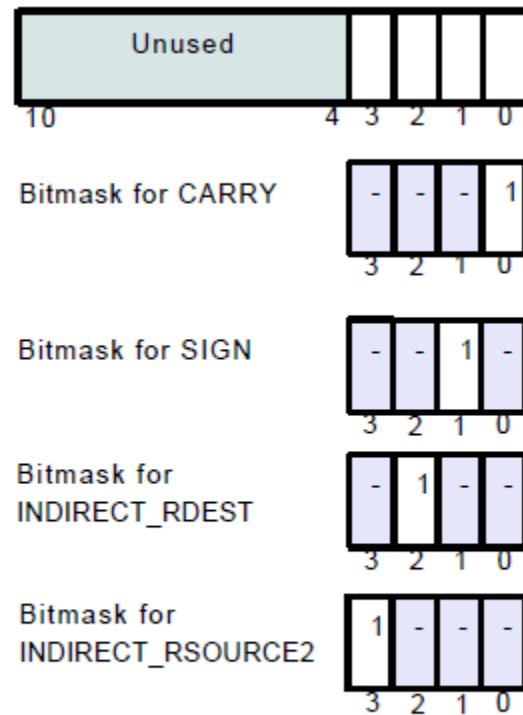 Unused
10 4 3 2 1 0
Bitmask for CARRY
- - - 1
3 2 1 0
Bitmask for SIGN
- - 1 -
3 2 1 0
Bitmask for
INDIRECT_RDEST
- 1 - -
3 2 1 0
Bitmask for
INDIRECT_RSOURCE2
1 - - -
3 2 1 0